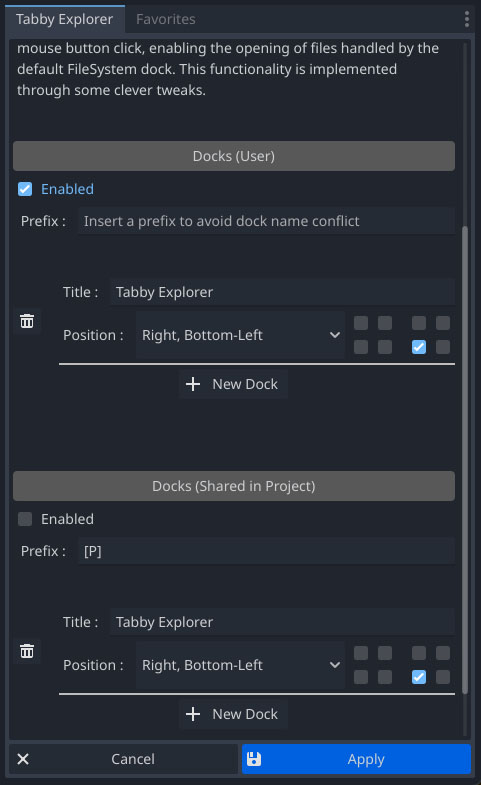 Tabby Explorer Favorites
mouse button click, enabling the opening of files handled by the
default FileSystem dock. This functionality is implemented
through some clever tweaks.
Docks (User)
Enabled
Prefix : Insert a prefix to avoid dock name conflict
Title : Tabby Explorer
Position : Right, Bottom-Left
New Dock
Docks (Shared in Project)
Enabled
Prefix : [P]
Title : Tabby Explorer
Position : Right, Bottom-Left
New Dock
Cancel Apply